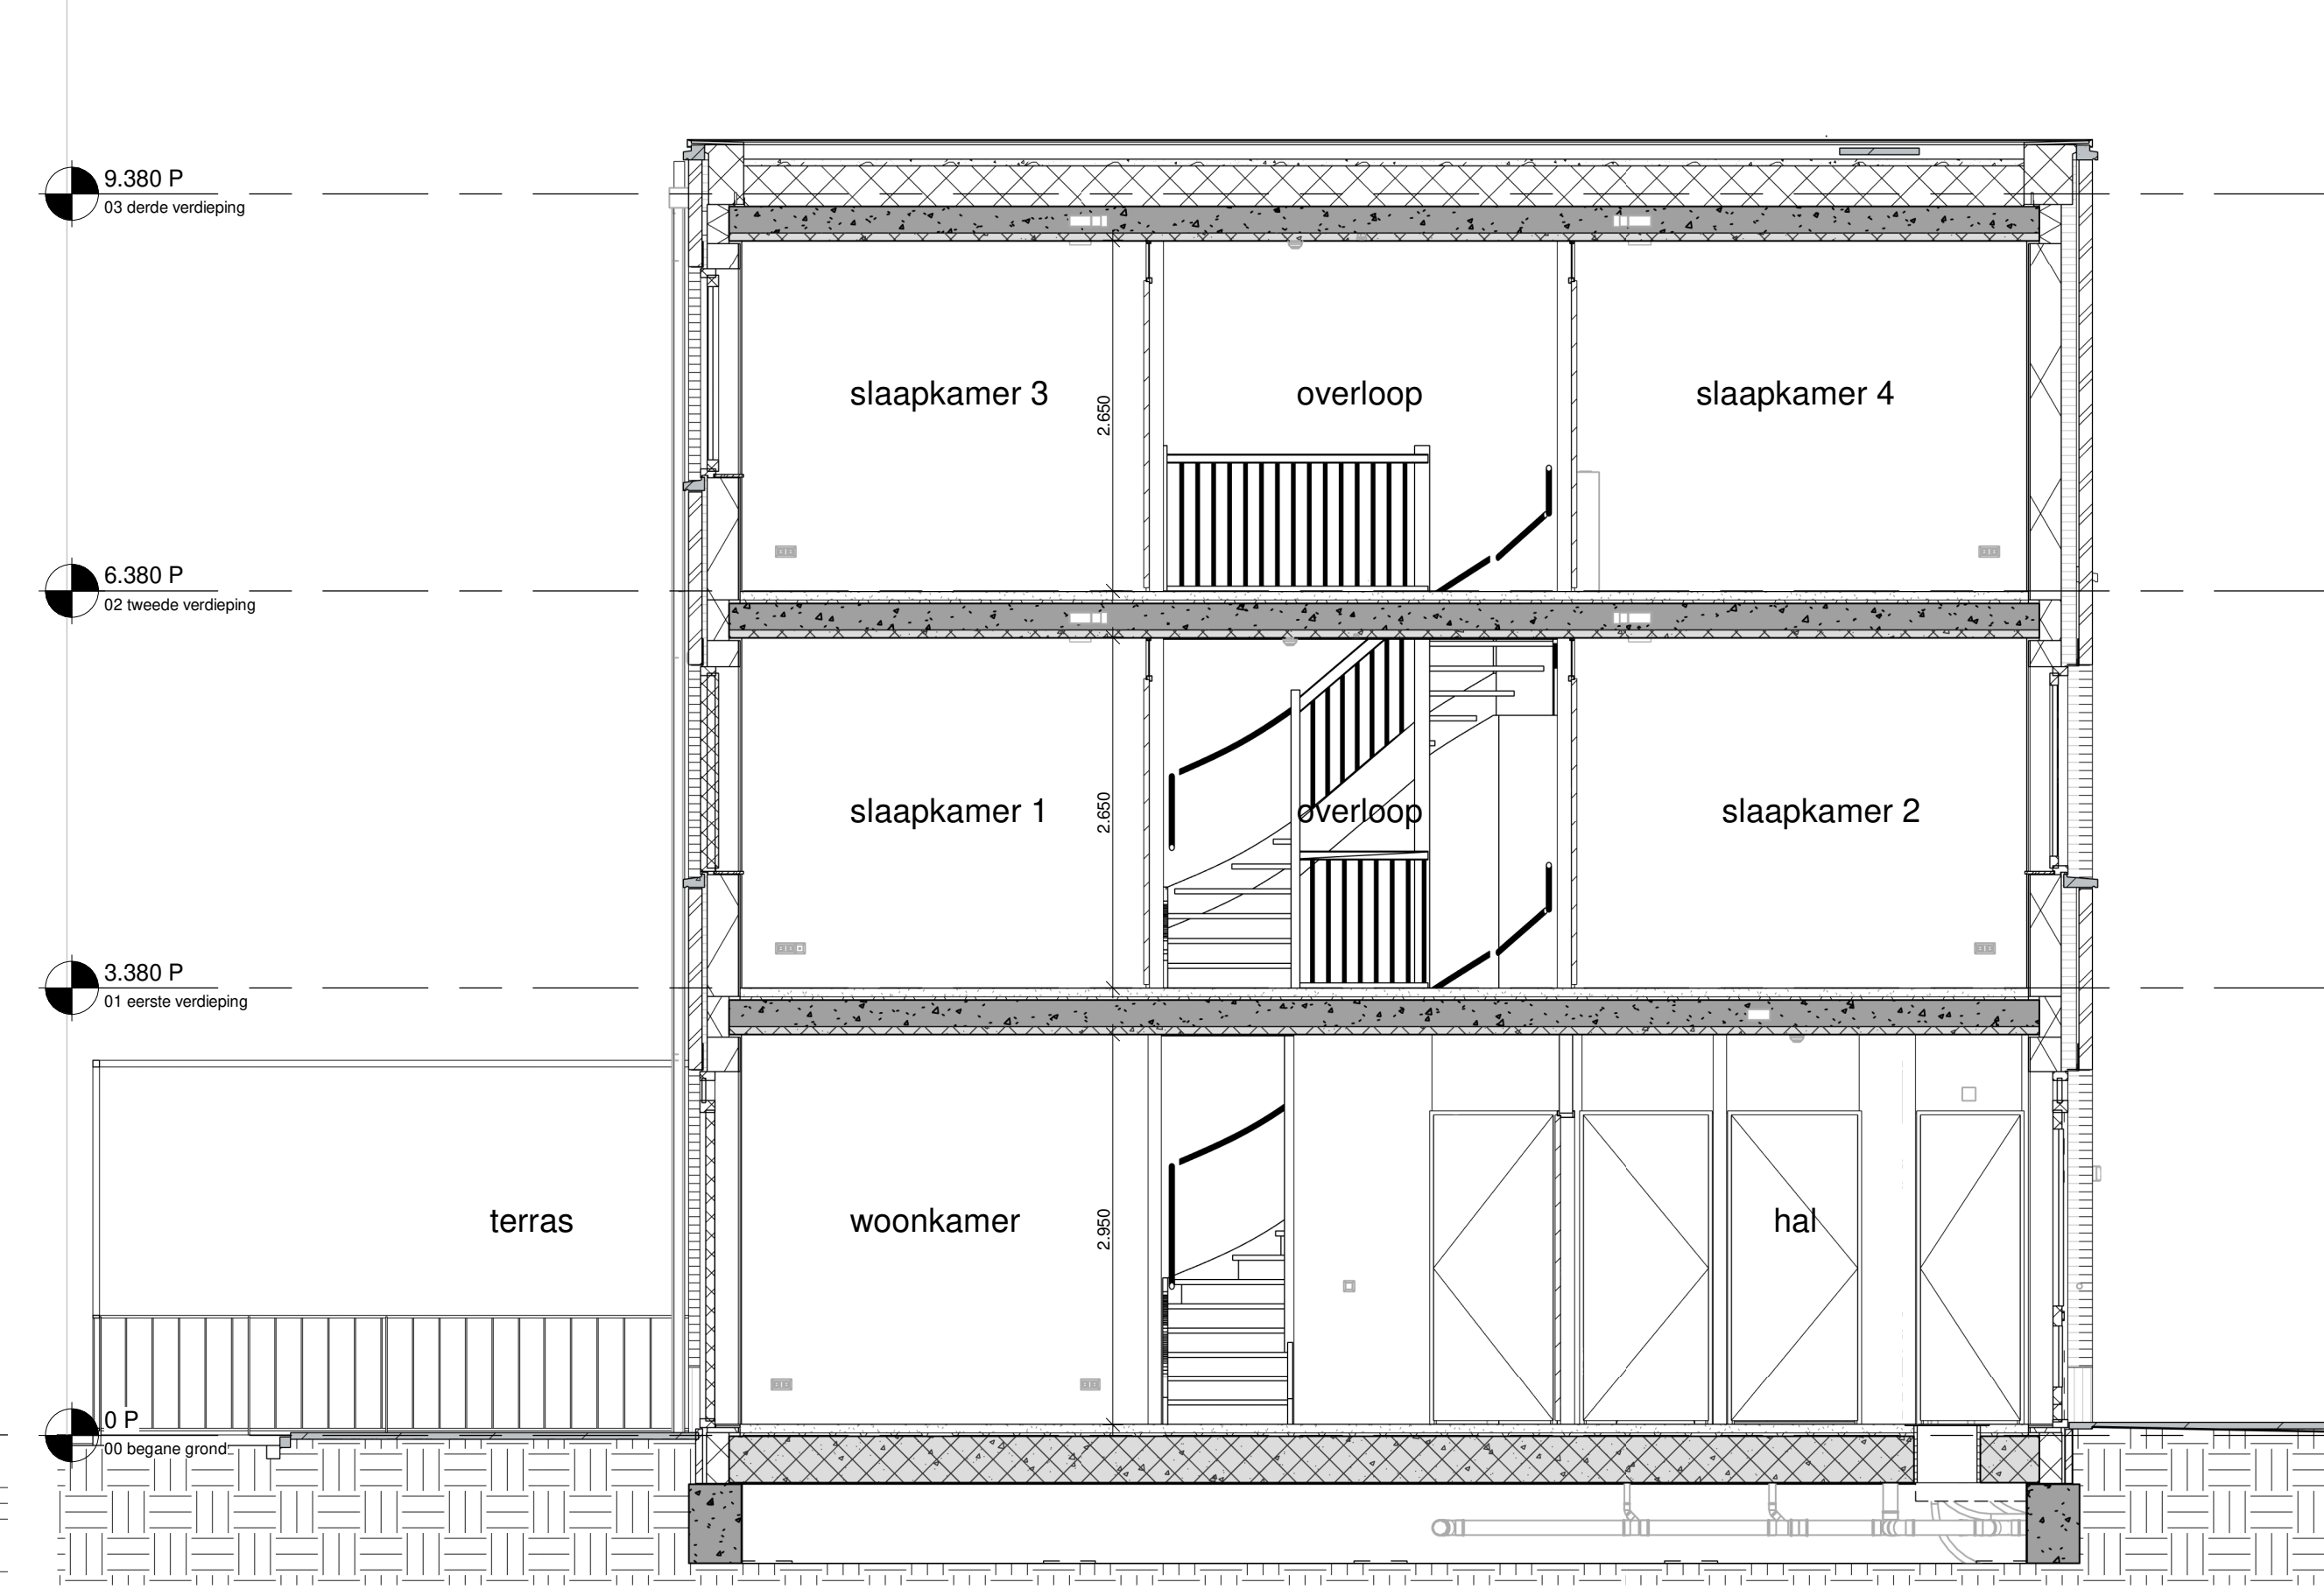 9.380 P
03 derde verdieping
slaapkamer 3
2.650
overloop
slaapkamer 4
6.380 P
02 tweede verdieping
slaapkamer 1
2.650
overloop
slaapkamer 2
3.380 P
01 eerste verdieping
terras
woonkamer
2.950
hal
0 P
00 begane grond